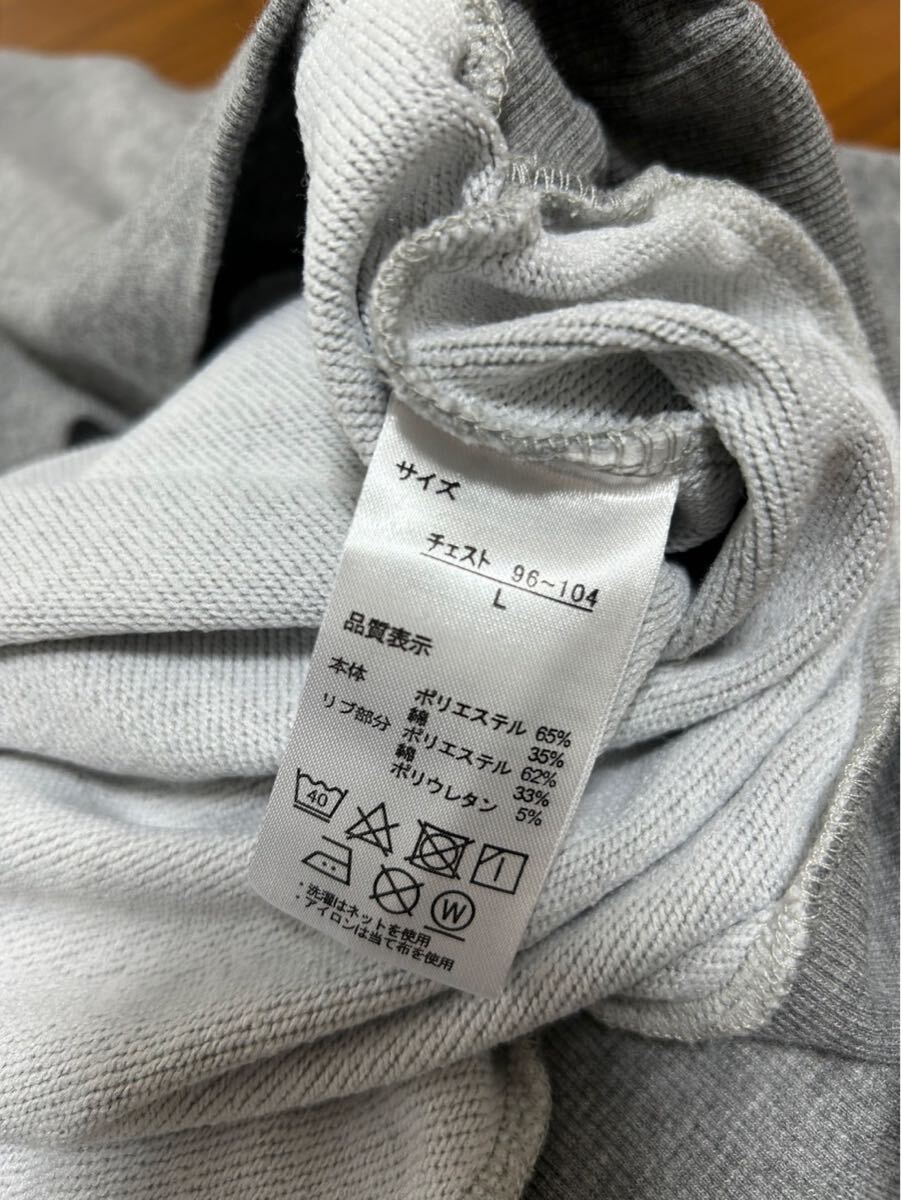 サイズ
チェスト 96~104
L
品質表示
本体 ポリエステル 65%
綿 35%
リブ部分 ポリエステル 62%
綿 33%
ポリウレタン 5%
40
W
・洗濯はネットを使用
・アイロンは当て布を使用